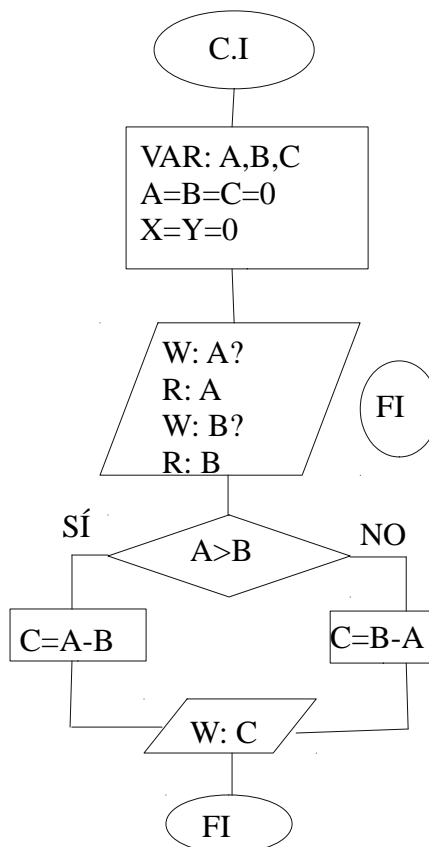 C.I
VAR: A,B,C
A=B=C=0
X=Y=0
W: A?
R: A
W: B?
R: B
FI
SÍ
A>B
NO
C=A-B
C=B-A
W: C
FI